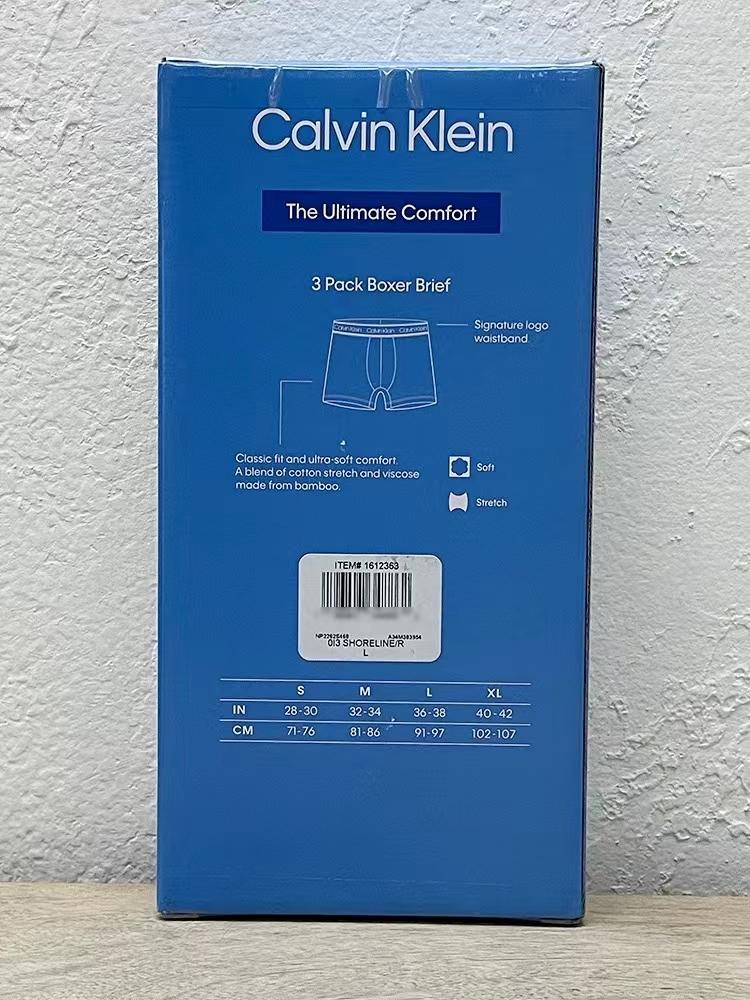 Calvin Klein
The Ultimate Comfort
3 Pack Boxer Brief
Calvin Klein Calvin Klein Calvin Klein
Signature logo
waistband
Classic fit and ultra-soft comfort.
A blend of cotton stretch and viscose
made from bamboo.
Soft
Stretch
ITEM# 1612363
NP2262S468 A34M383954
013 SHORELINE/R
L
S M L XL
IN 28-30 32-34 36-38 40-42
CM 71-76 81-86 91-97 102-107